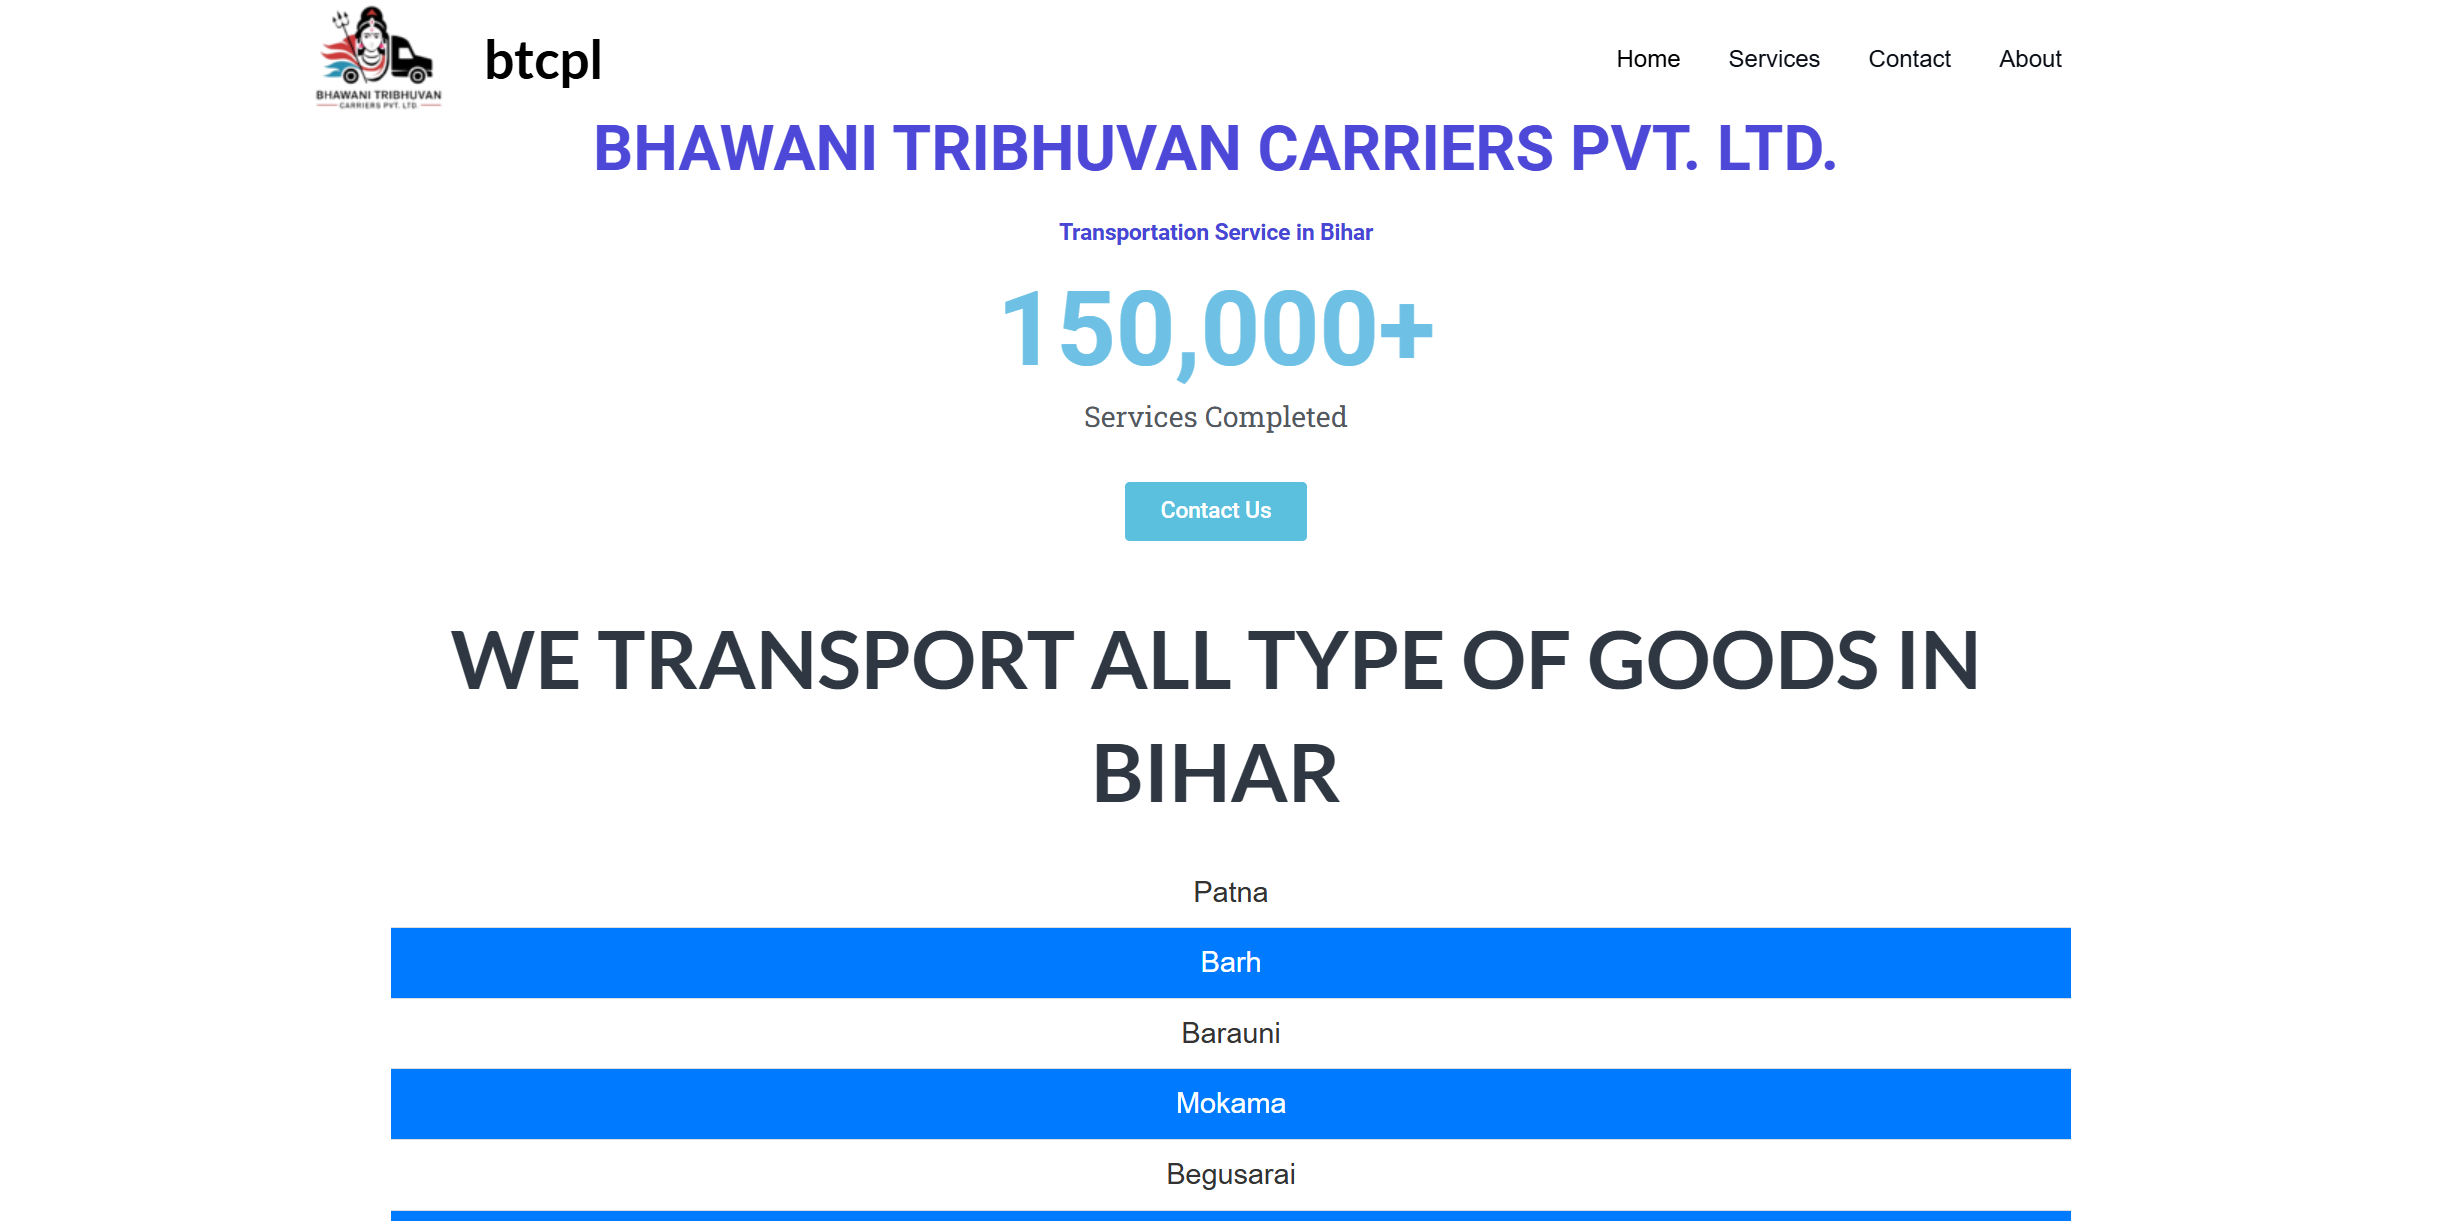 BHAWANI TRIBHUVAN
CARRIERS PVT. LTD.
btcpl
Home
Services
Contact
About
BHAWANI TRIBHUVAN CARRIERS PVT. LTD.
Transportation Service in Bihar
150,000+
Services Completed
Contact Us
WE TRANSPORT ALL TYPE OF GOODS IN
BIHAR
Patna
Barh
Barauni
Mokama
Begusarai